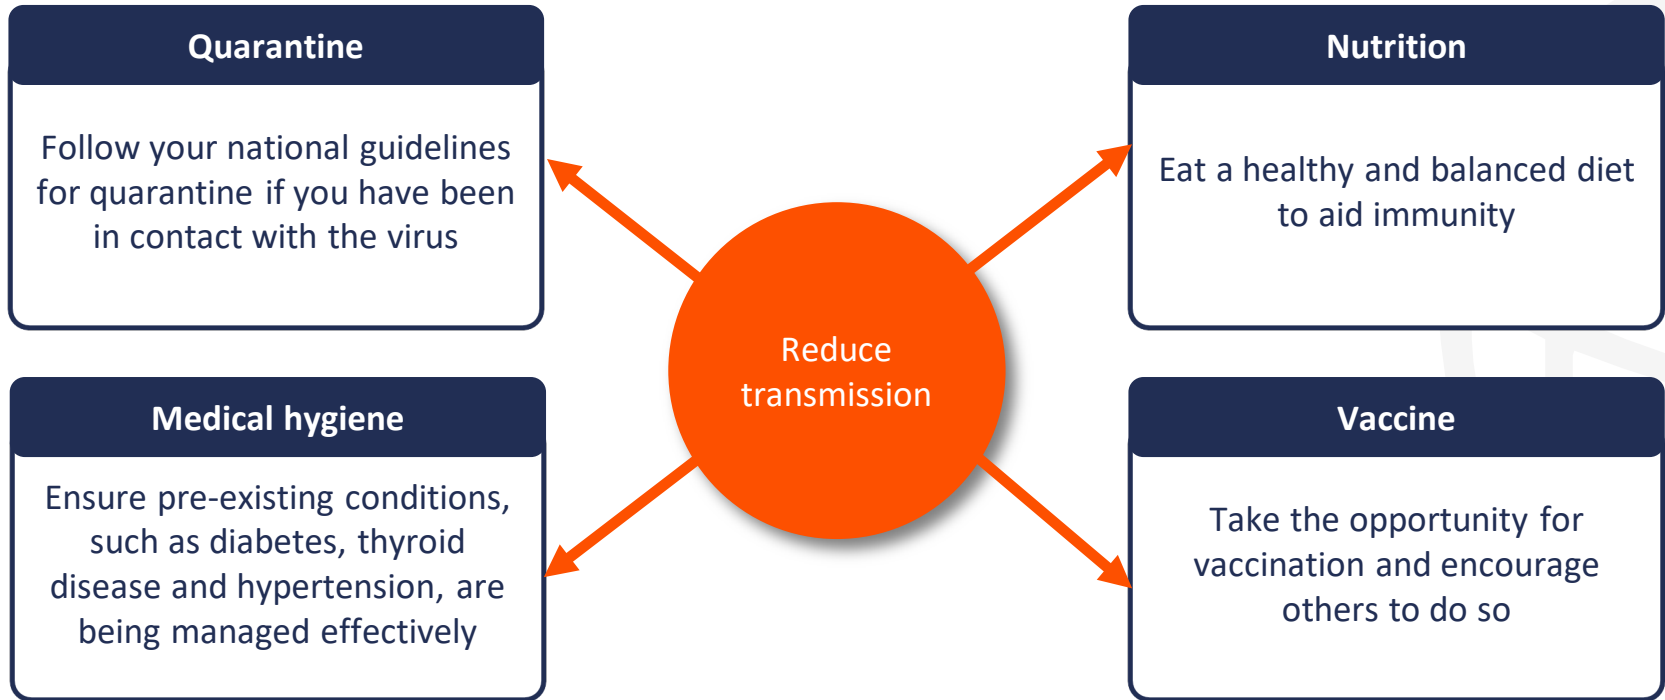 Quarantine
Follow your national guidelines
for quarantine if you have been
in contact with the virus
Nutrition
Eat a healthy and balanced diet
to aid immunity
Reduce
transmission
Medical hygiene
Ensure pre-existing conditions,
such as diabetes, thyroid
disease and hypertension, are
being managed effectively
Vaccine
Take the opportunity for
vaccination and encourage
others to do so